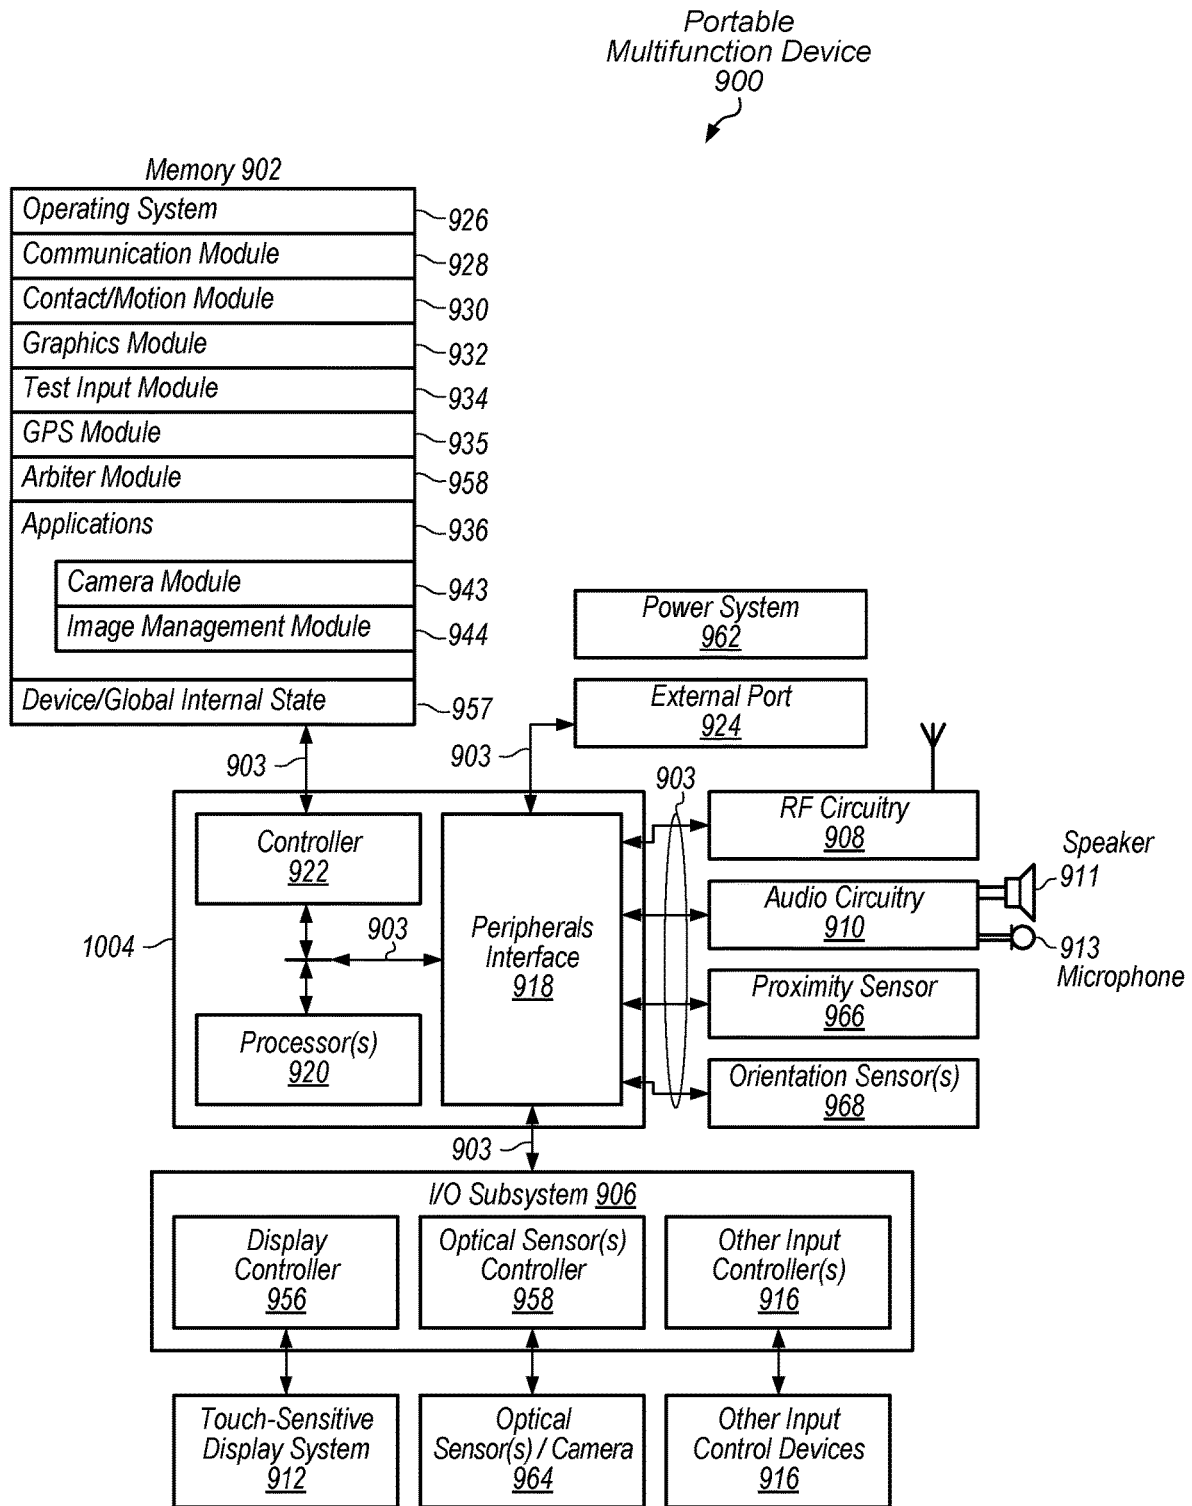 Portable
Multifunction Device
900
Memory 902
Operating System
926
Communication Module
928
Contact/Motion Module
930
Graphics Module
932
Test Input Module
934
GPS Module
935
Arbiter Module
958
Applications
936
Camera Module
943
Image Management Module
944
Device/Global Internal State
957
Power System
962
External Port
924
903
903
903
RF Circuitry
908
Speaker
911
Audio Circuitry
910
913
Microphone
Proximity Sensor
966
Orientation Sensor(s)
968
1004
Controller
922
903
Peripherals
Interface
918
Processor(s)
920
903
I/O Subsystem 906
Display
Controller
956
Optical Sensor(s)
Controller
958
Other Input
Controller(s)
916
Touch-Sensitive
Display System
912
Optical
Sensor(s) / Camera
964
Other Input
Control Devices
916